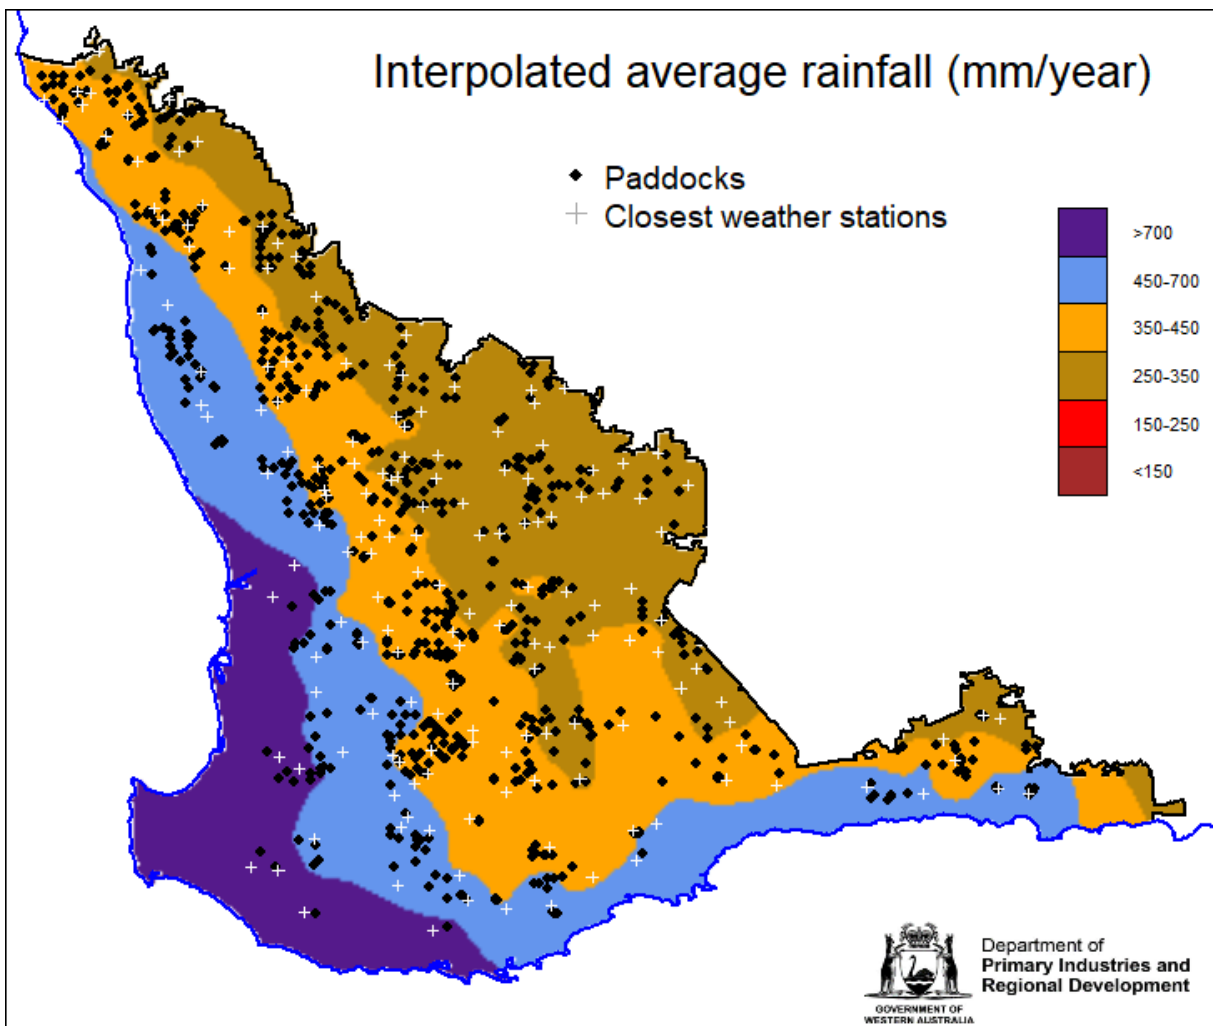 Interpolated average rainfall (mm/year)
Paddocks
Closest weather stations
>700
450-700
350-450
250-350
150-250
<150
Department of
Primary Industries and
Regional Development
GOVERNMENT OF
WESTERN AUSTRALIA